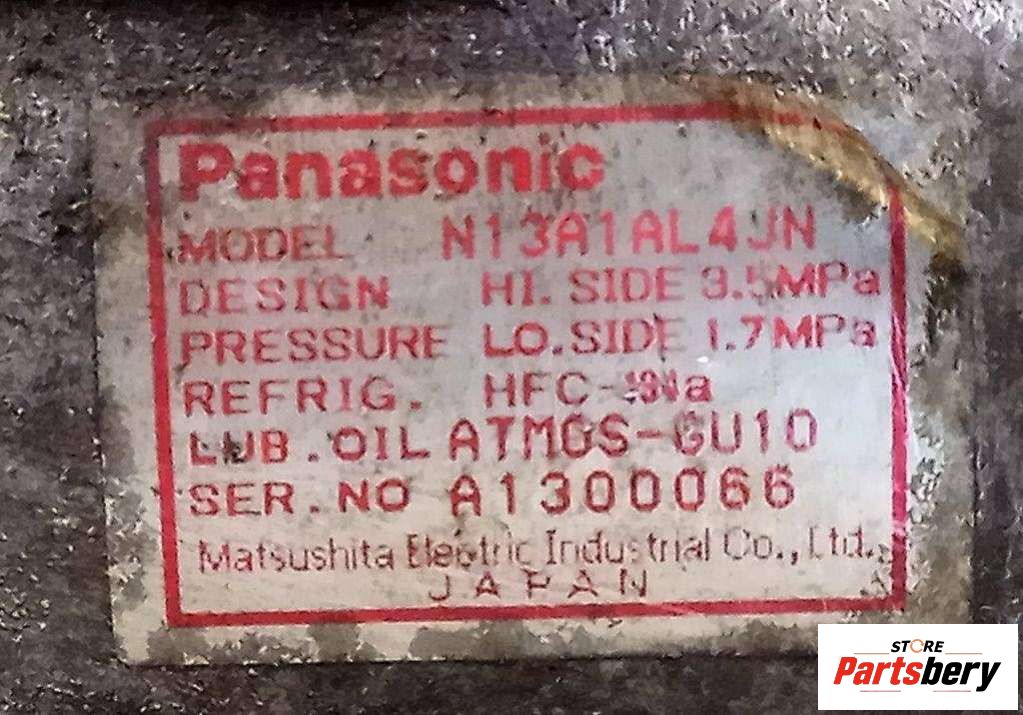 Panasonic
MODEL N13A1AL4JN
DESIGN HI. SIDE 3.5MPa
PRESSURE LO. SIDE 1.7MPa
REFRIG.
LUB. OIL ATMOS-GU10
SER. NO A1300066
Matsushita Electric Industrial Co., Ltd.
JAPAN
STORE
Partsbery